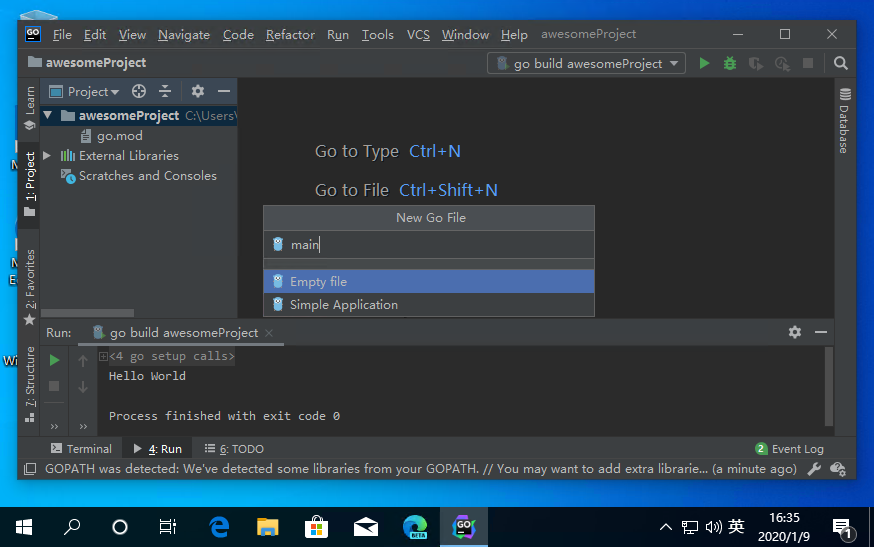 GO File Edit View Navigate Code Refactor Run Tools VCS Window Help awesomeProject
awesomeProject go build awesomeProject
Learn
1: Project
2: Favorites
7: Structure
Project
awesomeProject C:\Users\
go.mod
External Libraries
Scratches and Consoles
Go to Type Ctrl+N
Go to File Ctrl+Shift+N
New Go File
main
Empty file
Simple Application
Database
Run: go build awesomeProject
<4 go setup calls>
Hello World
Process finished with exit code 0
Terminal 4: Run 6: TODO 2 Event Log
GOPATH was detected: We've detected some libraries from your GOPATH. // You may want to add extra librarie... (a minute ago)
BETA GO 英 16:35
2020/1/9 1